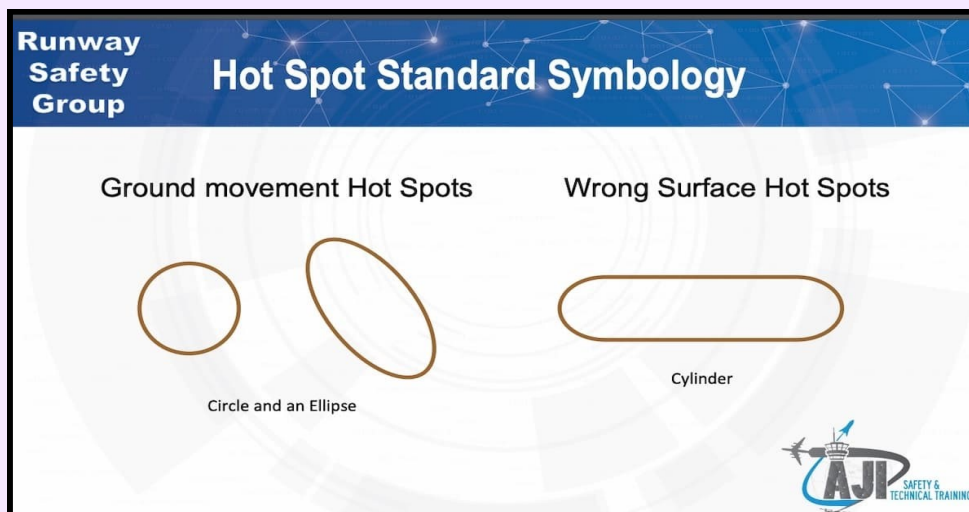 Runway
Safety
Group
Hot Spot Standard Symbology
Ground movement Hot Spots
Wrong Surface Hot Spots
Circle and an Ellipse
Cylinder
AJI
SAFETY &
TECHNICAL TRAINING